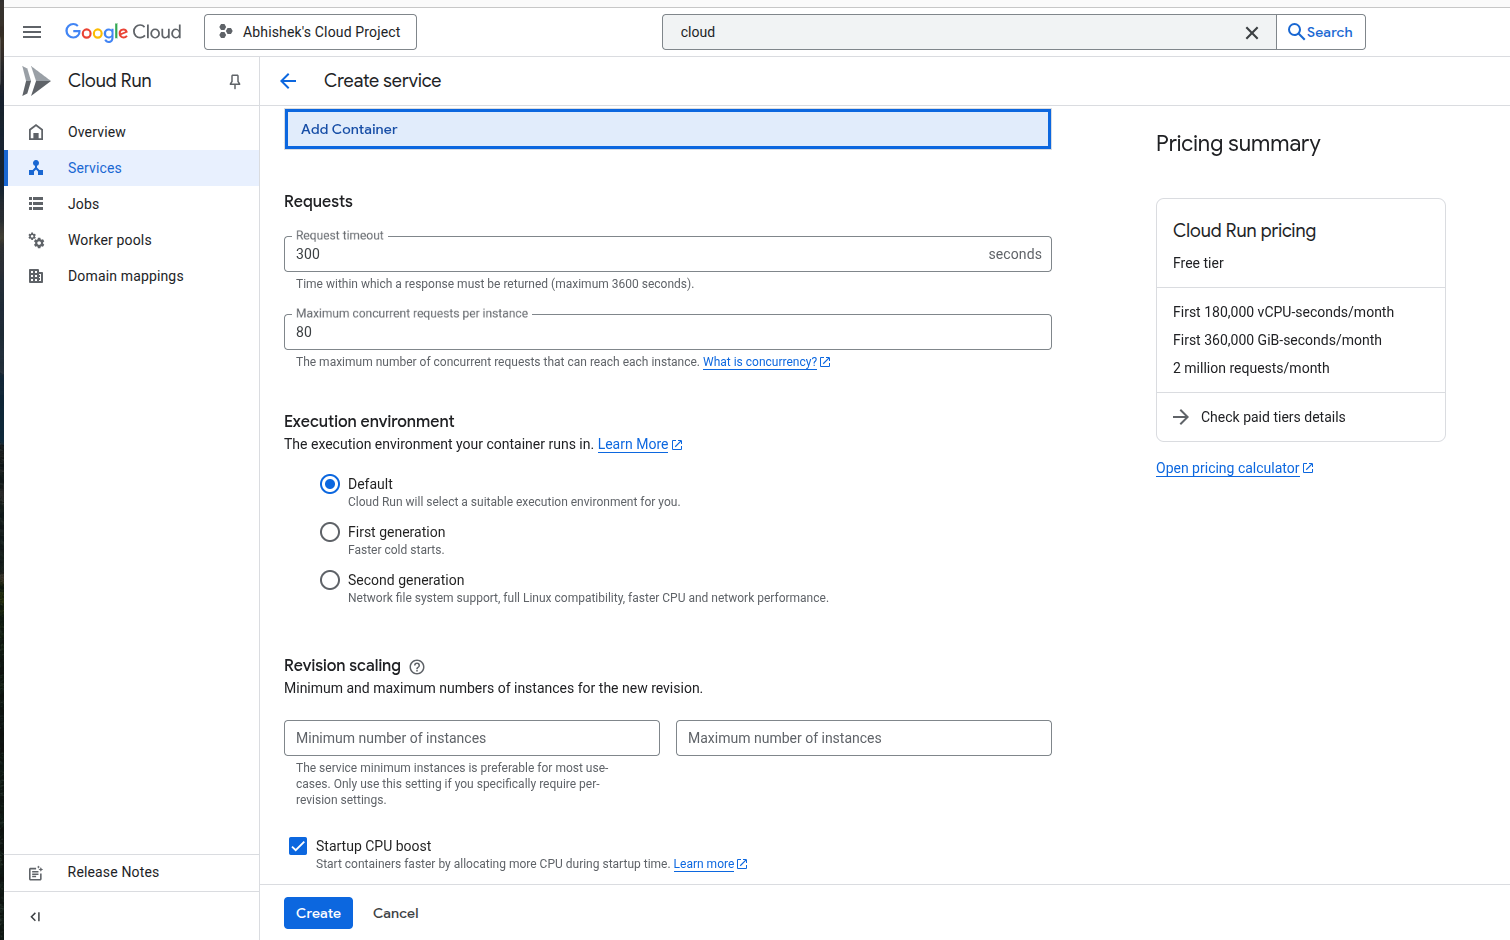 Google Cloud
Abhishek's Cloud Project
cloud
Search
Cloud Run
Create service
Overview
Services
Jobs
Worker pools
Domain mappings
Release Notes
Add Container
Requests
Request timeout
300
seconds
Time within which a response must be returned (maximum 3600 seconds).
Maximum concurrent requests per instance
80
The maximum number of concurrent requests that can reach each instance. What is concurrency?
Execution environment
The execution environment your container runs in. Learn More
Default
Cloud Run will select a suitable execution environment for you.
First generation
Faster cold starts.
Second generation
Network file system support, full Linux compatibility, faster CPU and network performance.
Revision scaling
Minimum and maximum numbers of instances for the new revision.
Minimum number of instances
Maximum number of instances
The service minimum instances is preferable for most use-
cases. Only use this setting if you specifically require per-
revision settings.
Startup CPU boost
Start containers faster by allocating more CPU during startup time. Learn more
Create
Cancel
Pricing summary
Cloud Run pricing
Free tier
First 180,000 vCPU-seconds/month
First 360,000 GiB-seconds/month
2 million requests/month
Check paid tiers details
Open pricing calculator